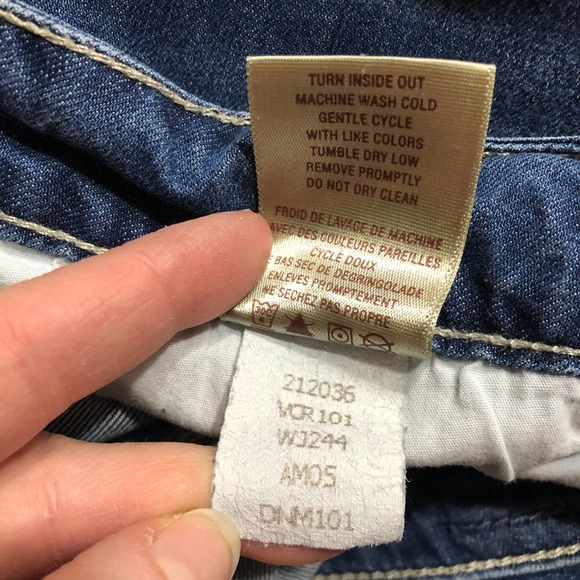 TURN INSIDE OUT
MACHINE WASH COLD
GENTLE CYCLE
WITH LIKE COLORS
TUMBLE DRY LOW
REMOVE PROMPTLY
DO NOT DRY CLEAN
FROID DE LAVAGE DE MACHINE
AVEC DES COULEURS PAREILLES
CYCLE DOUX
BAS SEC DE DEGRINGOLADE
ENLEVES PROMPTEMENT
NE SECHEZ PAS PROPRE
212036
VCR101
WJ244
AM05
DNM101